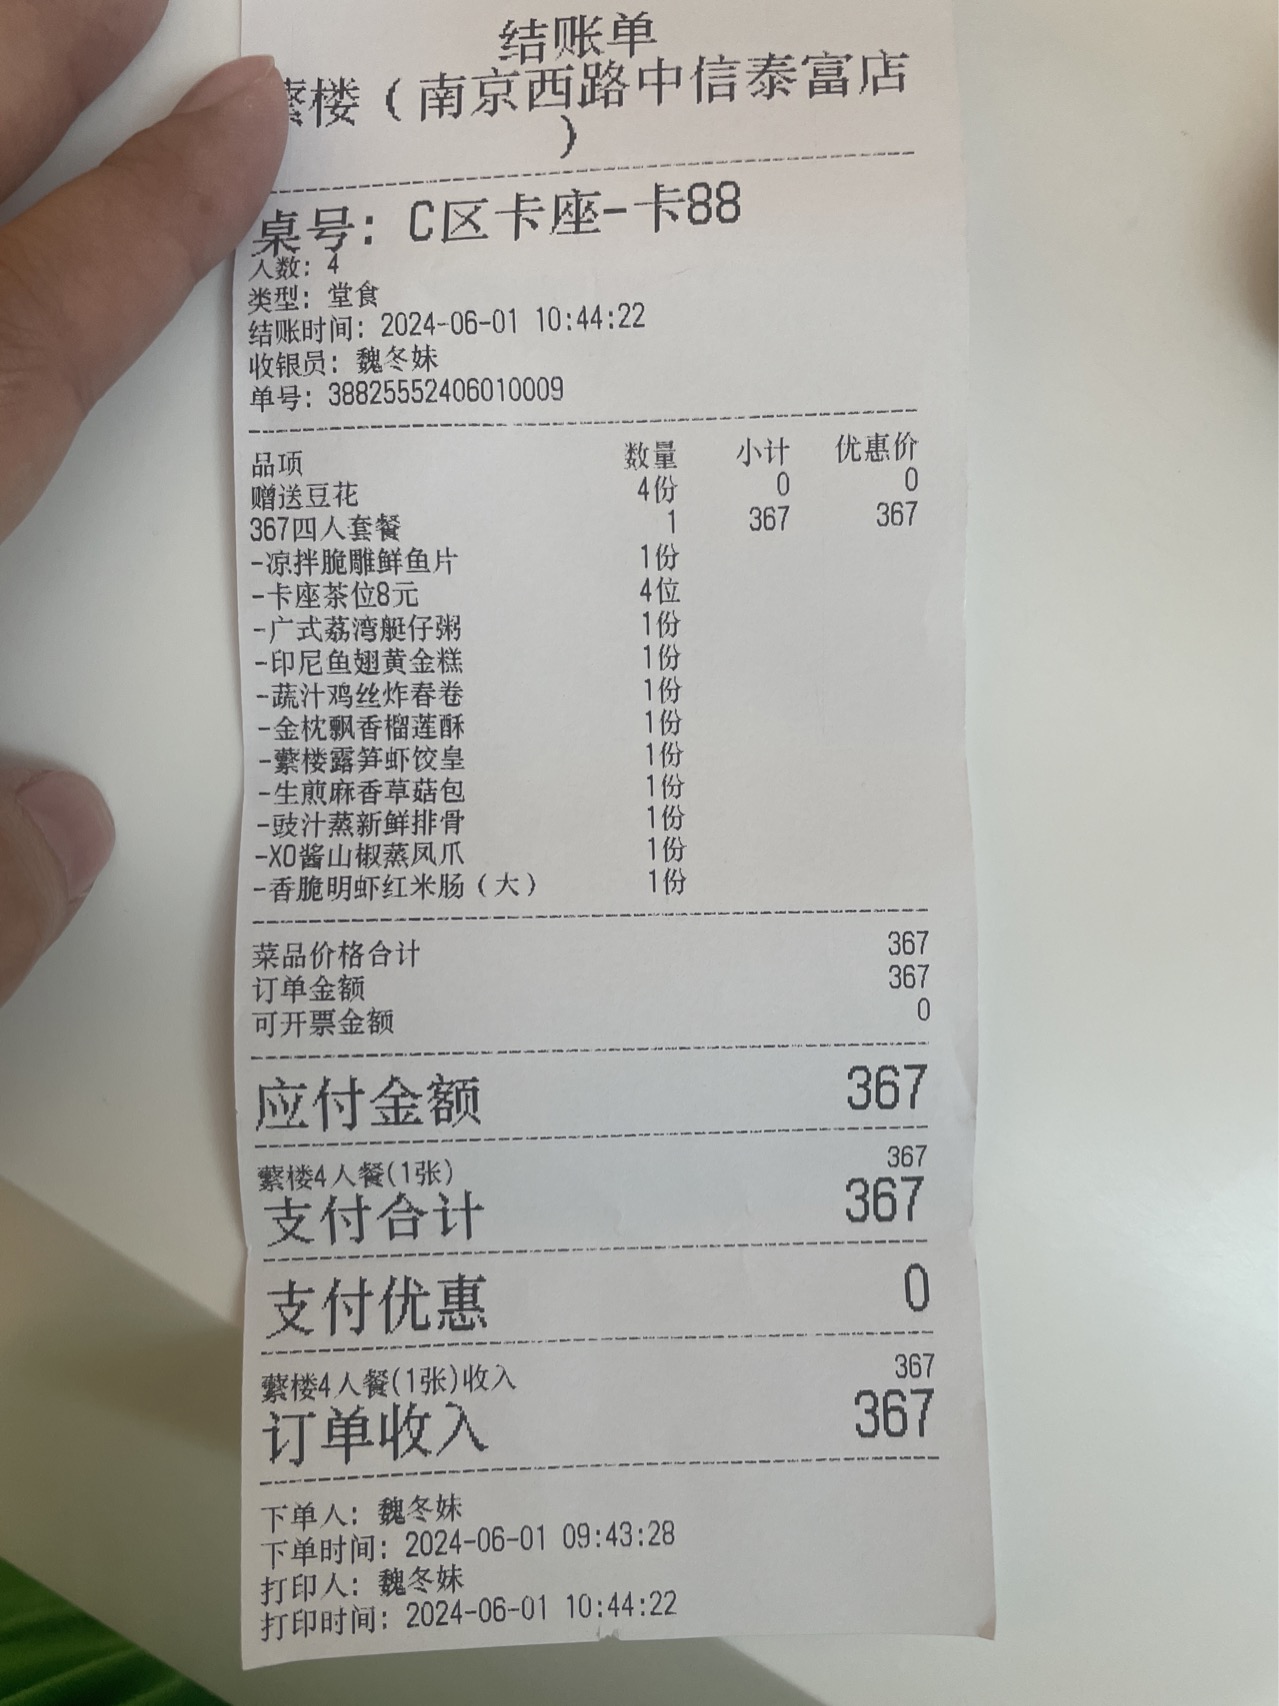 结账单
蘩楼（南京西路中信泰富店
）
桌号：C区卡座-卡88
人数：4
类型：堂食
结账时间：2024-06-01 10:44:22
收银员：魏冬妹
单号：38825552406010009
品项 数量 小计 优惠价
赠送豆花 4份 0 0
367四人套餐 1 367 367
-凉拌脆雕鲜鱼片 1份
-卡座茶位8元 4位
-广式荔湾艇仔粥 1份
-印尼鱼翅黄金糕 1份
-蔬汁鸡丝炸春卷 1份
-金枕飘香榴莲酥 1份
-蘩楼露笋虾饺皇 1份
-生煎麻香草菇包 1份
-豉汁蒸新鲜排骨 1份
-XO酱山椒蒸凤爪 1份
-香脆明虾红米肠（大） 1份
菜品价格合计 367
订单金额 367
可开票金额 0
应付金额 367
蘩楼4人餐(1张) 367
支付合计 367
支付优惠 0
蘩楼4人餐(1张)收入 367
订单收入 367
下单人：魏冬妹
下单时间：2024-06-01 09:43:28
打印人：魏冬妹
打印时间：2024-06-01 10:44:22